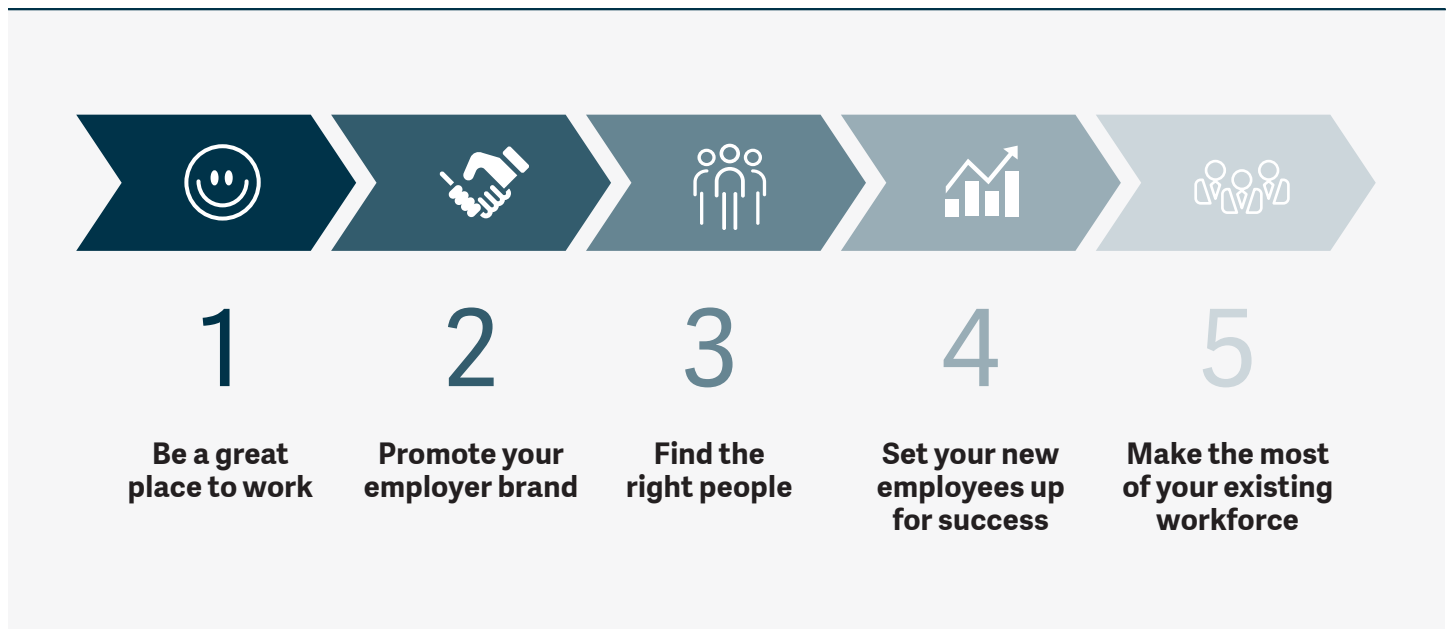 1
Be a great
place to work
2
Promote your
employer brand
3
Find the
right people
4
Set your new
employees up
for success
5
Make the most
of your existing
workforce